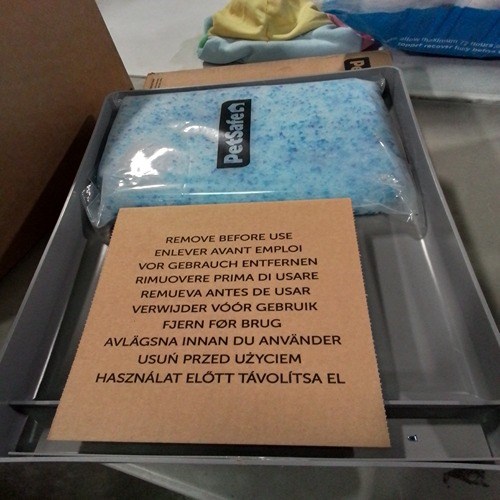 PetSafe
REMOVE BEFORE USE
ENLEVER AVANT EMPLOI
VOR GEBRAUCH ENTFERNEN
RIMUOVERE PRIMA DI USARE
REMUEVA ANTES DE USAR
VERWIJDER VÓÓR GEBRUIK
FJERN FØR BRUG
AVLÄGSNA INNAN DU ANVÄNDER
USUŃ PRZED UŻYCIEM
HASZNÁLAT ELŐTT TÁVOLÍTSA EL